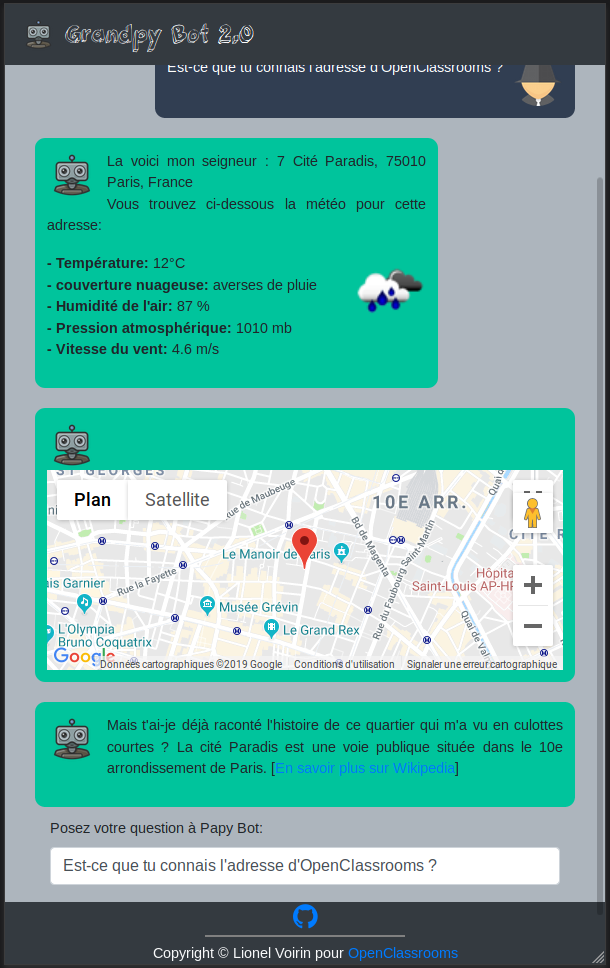 Grandpy Bot 2,0
Est-ce que tu connais l'adresse d'OpenClassrooms ?
La voici mon seigneur : 7 Cité Paradis, 75010
Paris, France
Vous trouvez ci-dessous la météo pour cette
adresse:
- Température: 12°C
- couverture nuageuse: averses de pluie
- Humidité de l'air: 87 %
- Pression atmosphérique: 1010 mb
- Vitesse du vent: 4.6 m/s
ST GEORGES
Plan
Satellite
Rue de Maubeuge
10E ARR.
Quai
CITÉ
Bd de Magenta
Le Manoir de Paris
Rue du Faubourg Saint-Martin
Hôpita
Saint-Louis AP-HP
ais Garnier
Rue la Fayette
Musée Grévin
Le Grand Rex
Quai de Val
L'Olympia
Bruno Coquatrix
Google
Données cartographiques ©2019 Google
Conditions d'utilisation
Signaler une erreur cartographique
Mais t'ai-je déjà raconté l'histoire de ce quartier qui m'a vu en culottes
courtes ? La cité Paradis est une voie publique située dans le 10e
arrondissement de Paris. [En savoir plus sur Wikipedia]
Posez votre question à Papy Bot:
Est-ce que tu connais l'adresse d'OpenClassrooms ?
Copyright © Lionel Voirin pour OpenClassrooms